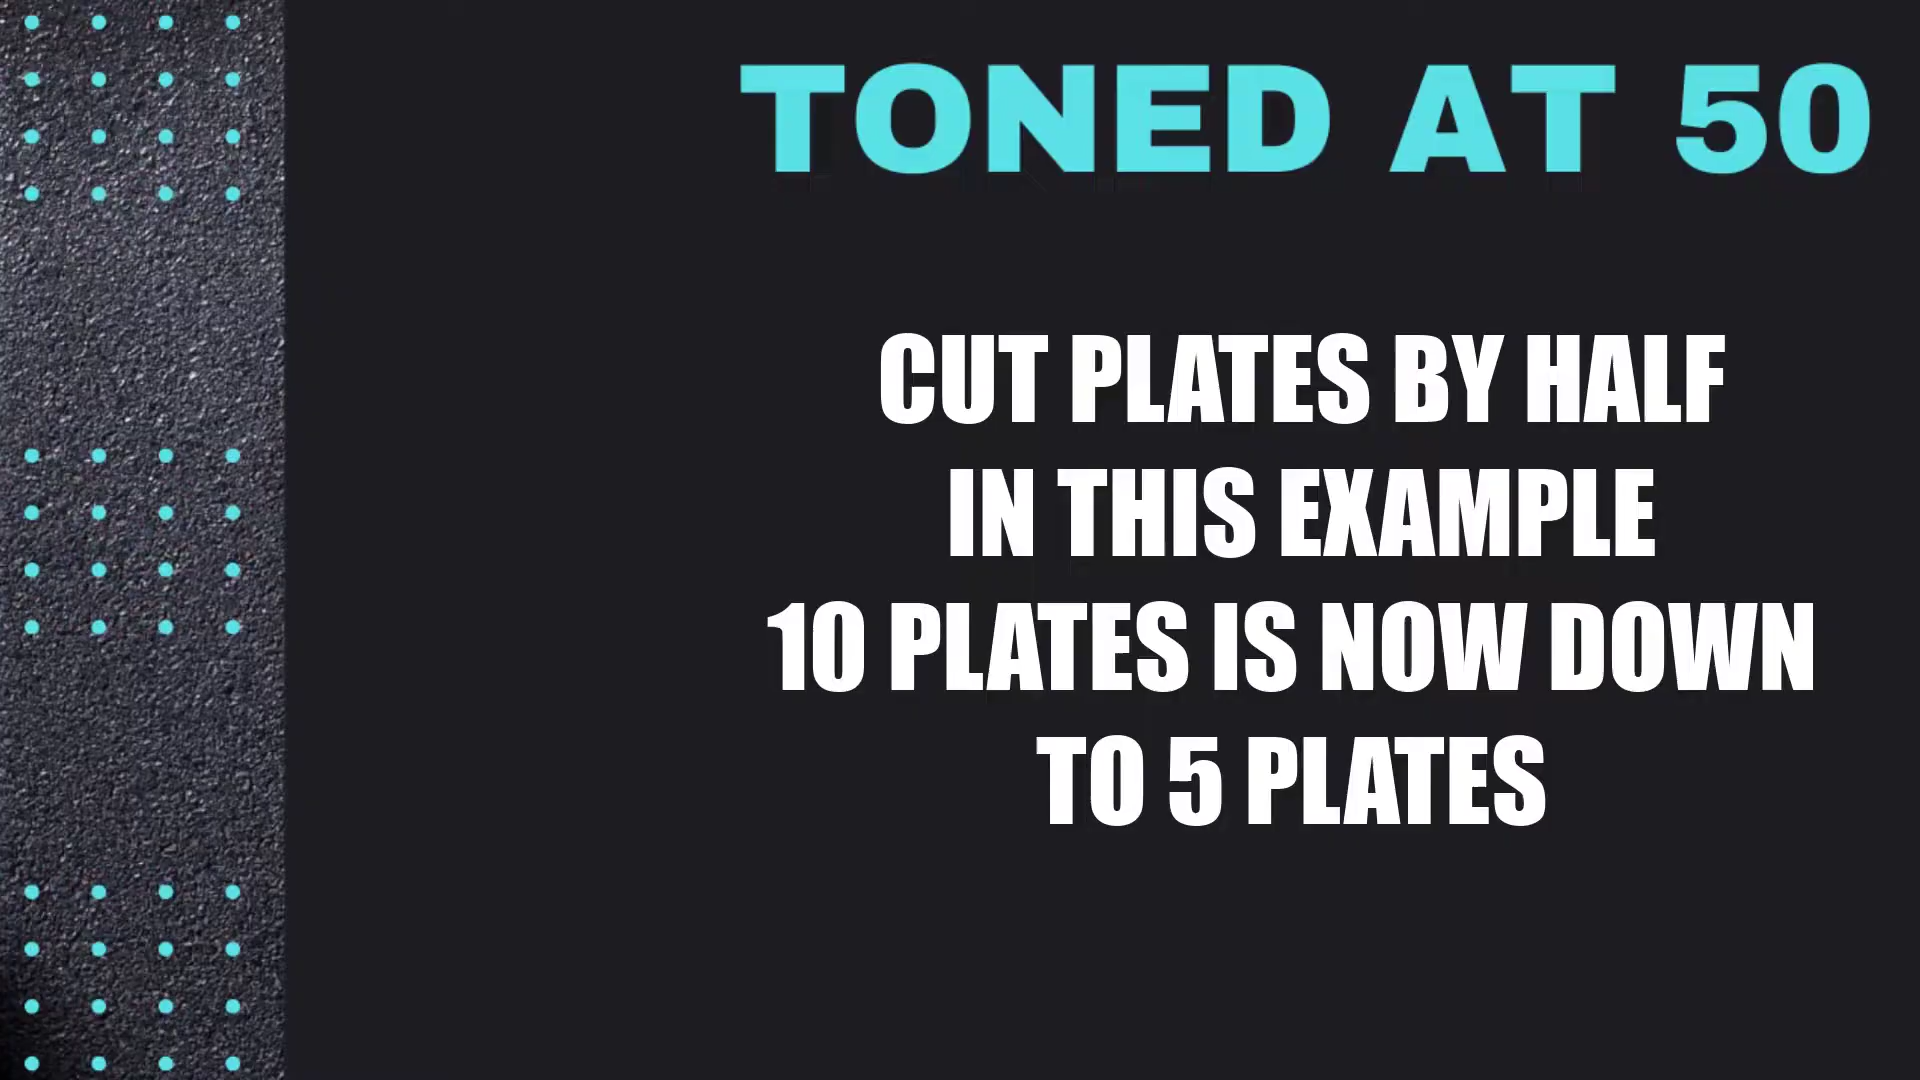 TONED AT 50
CUT PLATES BY HALF
IN THIS EXAMPLE
10 PLATES IS NOW DOWN
TO 5 PLATES